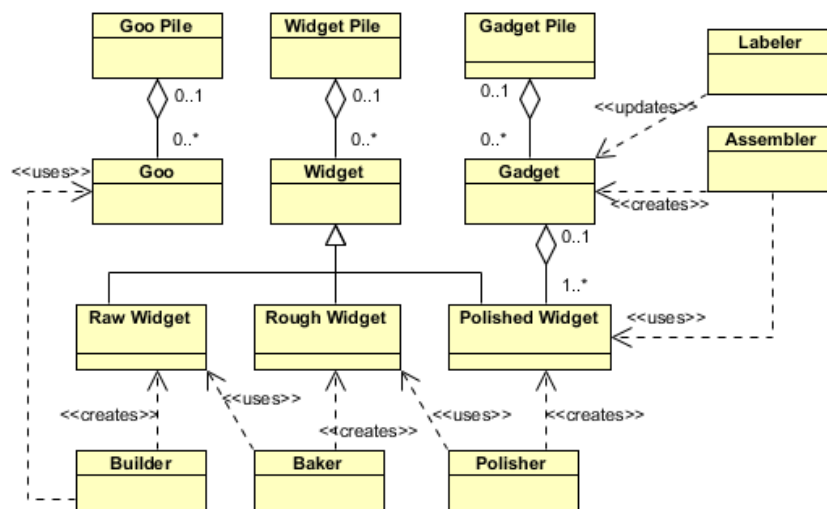 Goo Pile
Widget Pile
Gadget Pile
Labeler
0..1
0..1
0..1
<<updates>>
0..*
0..*
0..*
Assembler
<<uses>>
Goo
Widget
Gadget
<<creates>>
0..1
1..*
Raw Widget
Rough Widget
Polished Widget
<<uses>>
<<creates>>
<<uses>>
<<creates>>
<<uses>>
<<creates>>
Builder
Baker
Polisher